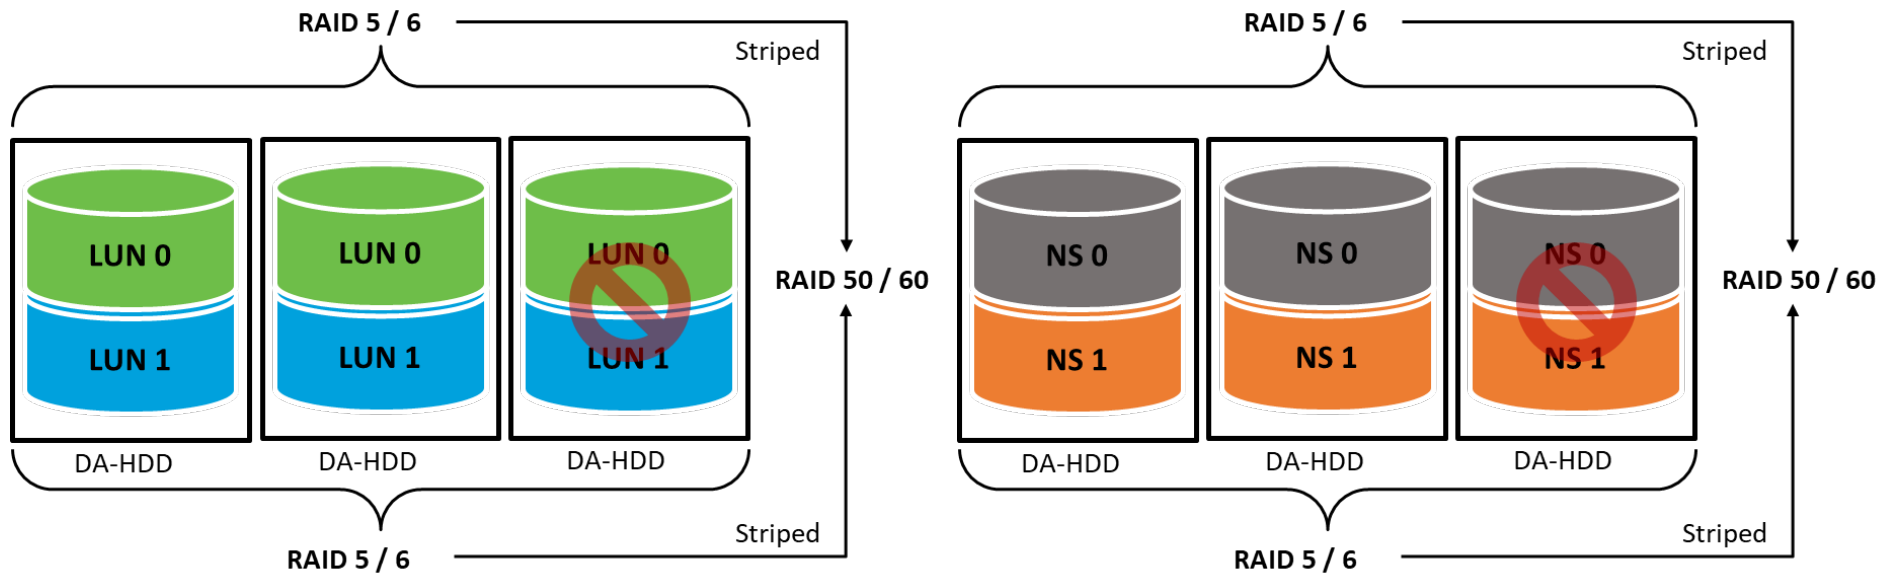 RAID 5 / 6
Striped
LUN 0
LUN 0
LUN 0
LUN 1
LUN 1
LUN 1
RAID 50 / 60
DA-HDD
DA-HDD
DA-HDD
Striped
RAID 5 / 6
RAID 5 / 6
Striped
NS 0
NS 0
NS 0
NS 1
NS 1
NS 1
RAID 50 / 60
DA-HDD
DA-HDD
DA-HDD
Striped
RAID 5 / 6